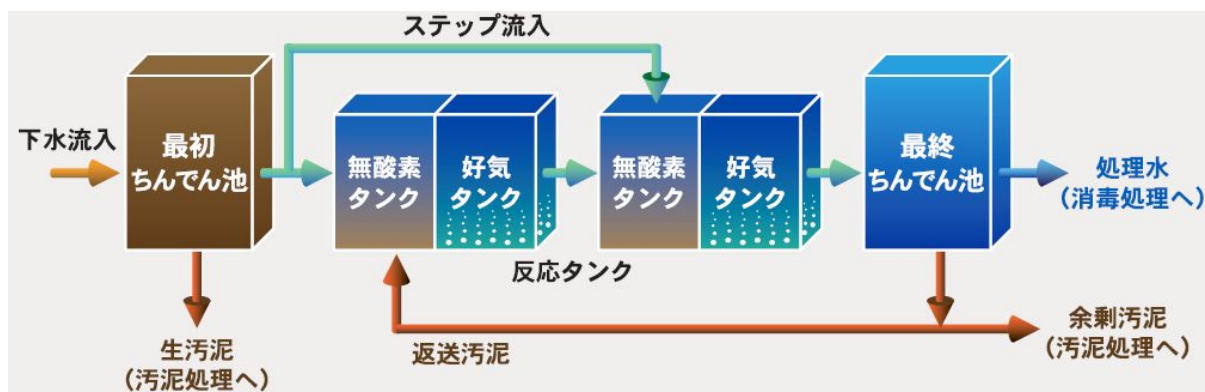 ステップ流入
下水流入
最初
ちんでん池
無酸素
タンク
好気
タンク
無酸素
タンク
好気
タンク
最終
ちんでん池
処理水
(消毒処理へ)
反応タンク
生汚泥
(汚泥処理へ)
返送汚泥
余剰汚泥
(汚泥処理へ)